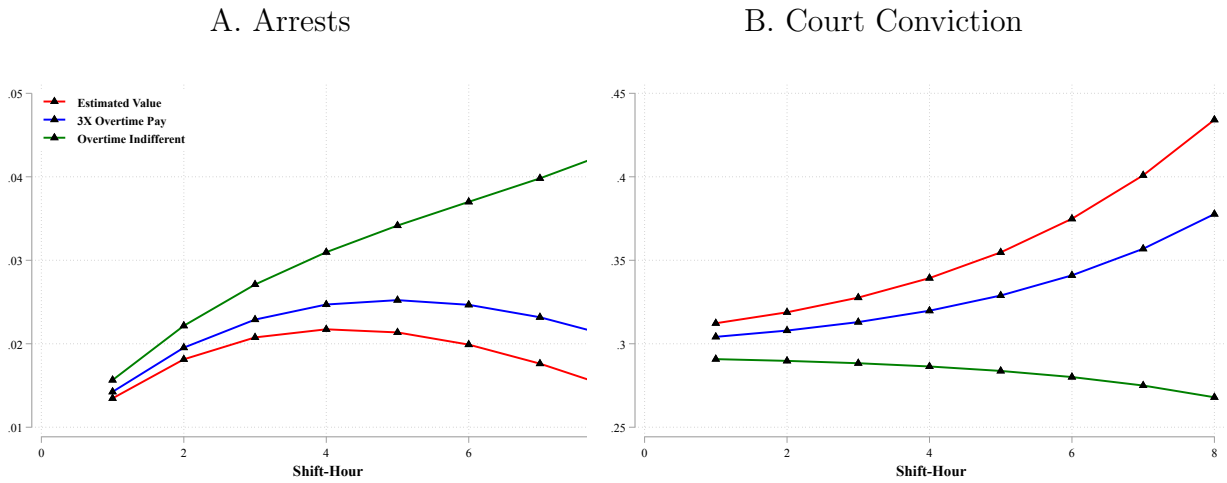 A. Arrests
.05
.04
.03
.02
.01
Estimated Value
3X Overtime Pay
Overtime Indifferent
0 2 4 6
Shift-Hour
B. Court Conviction
.45
.4
.35
.3
.25
0 2 4 6 8
Shift-Hour